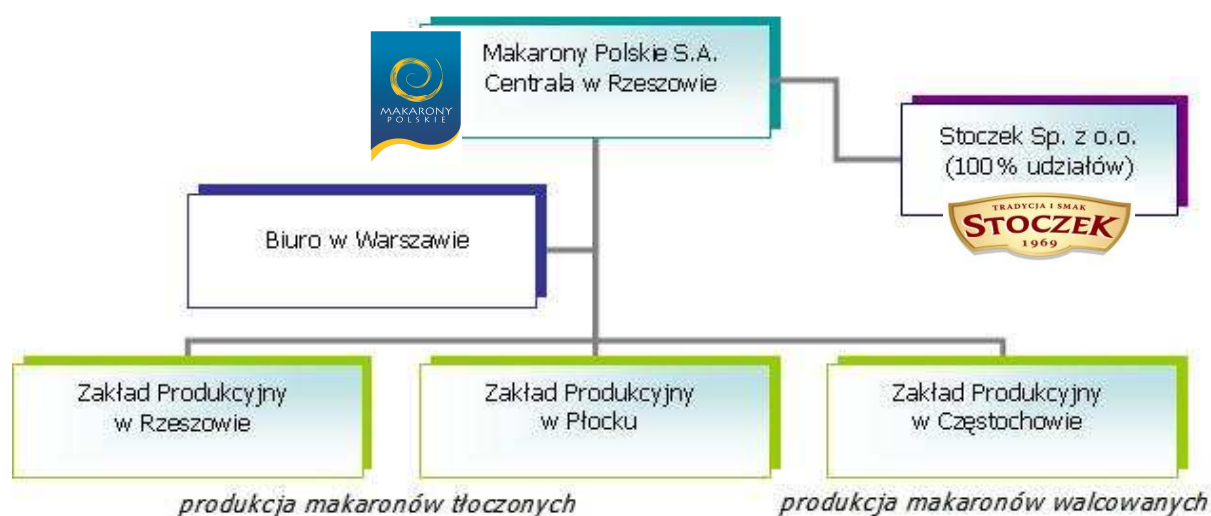 Makarony Polskie S.A.
Centrala w Rzeszowie
MAKARONY
POLSKIE
Stoczek Sp. z o.o.
(100% udziałów)
TRADYCJA I SMAK
STOCZEK
1969
Biuro w Warszawie
Zakład Produkcyjny
w Rzeszowie
Zakład Produkcyjny
w Płocku
Zakład Produkcyjny
w Częstochowie
produkcja makaronów tłoczonych
produkcja makaronów walcowanych